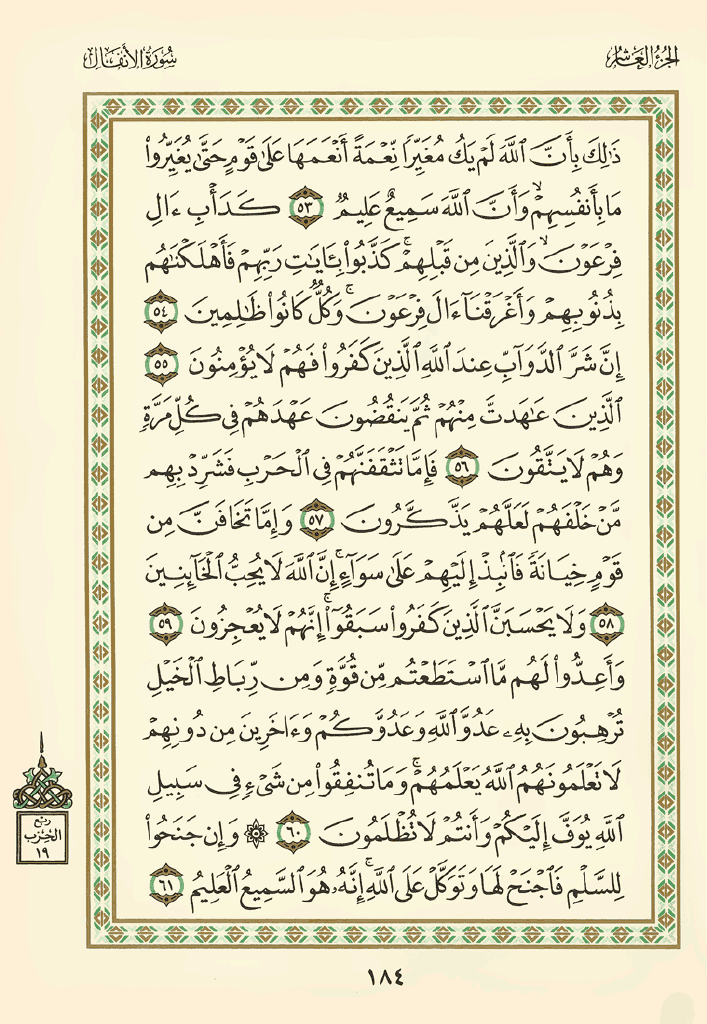 الجزء العاشر
سورة الأنفال
ذَٰلِكَ بِأَنَّ ٱللَّهَ لَمْ يَكُ مُغَيِّرًا نِّعْمَةً أَنْعَمَهَا عَلَىٰ قَوْمٍ حَتَّىٰ يُغَيِّرُوا۟
مَا بِأَنفُسِهِمْ ۙ وَأَنَّ ٱللَّهَ سَمِيعٌ عَلِيمٌ ٥٣ كَدَأْبِ ءَالِ
فِرْعَوْنَ ۙ وَٱلَّذِينَ مِن قَبْلِهِمْ ۚ كَذَّبُوا۟ بِـَٔايَـٰتِ رَبِّهِمْ فَأَهْلَكْنَـٰهُم
بِذُنُوبِهِمْ وَأَغْرَقْنَآ ءَالَ فِرْعَوْنَ ۚ وَكُلٌّ كَانُوا۟ ظَـٰلِمِينَ ٥٤
إِنَّ شَرَّ ٱلدَّوَآبِّ عِندَ ٱللَّهِ ٱلَّذِينَ كَفَرُوا۟ فَهُمْ لَا يُؤْمِنُونَ ٥٥
ٱلَّذِينَ عَـٰهَدتَّ مِنْهُمْ ثُمَّ يَنقُضُونَ عَهْدَهُمْ فِى كُلِّ مَرَّةٍ
وَهُمْ لَا يَتَّقُونَ ٥٦ فَإِمَّا تَثْقَفَنَّهُمْ فِى ٱلْحَرْبِ فَشَرِّدْ بِهِم
مَّنْ خَلْفَهُمْ لَعَلَّهُمْ يَذَّكَّرُونَ ٥٧ وَإِمَّا تَخَافَنَّ مِن
قَوْمٍ خِيَانَةً فَٱنۢبِذْ إِلَيْهِمْ عَلَىٰ سَوَآءٍ ۚ إِنَّ ٱللَّهَ لَا يُحِبُّ ٱلْخَآئِنِينَ
٥٨ وَلَا يَحْسَبَنَّ ٱلَّذِينَ كَفَرُوا۟ سَبَقُوٓا۟ ۚ إِنَّهُمْ لَا يُعْجِزُونَ ٥٩
وَأَعِدُّوا۟ لَهُم مَّا ٱسْتَطَعْتُم مِّن قُوَّةٍ وَمِن رِّبَاطِ ٱلْخَيْلِ
تُرْهِبُونَ بِهِۦ عَدُوَّ ٱللَّهِ وَعَدُوَّكُمْ وَءَاخَرِينَ مِن دُونِهِمْ
لَا تَعْلَمُونَهُمُ ٱللَّهُ يَعْلَمُهُمْ ۚ وَمَا تُنفِقُوا۟ مِن شَىْءٍ فِى سَبِيلِ
ٱللَّهِ يُوَفَّ إِلَيْكُمْ وَأَنتُمْ لَا تُظْلَمُونَ ٦٠ ۞ وَإِن جَنَحُوا۟
لِلسَّلْمِ فَٱجْنَحْ لَهَا وَتَوَكَّلْ عَلَى ٱللَّهِ ۚ إِنَّهُۥ هُوَ ٱلسَّمِيعُ ٱلْعَلِيمُ ٦١
ربع
الحزب
١٩
١٨٤